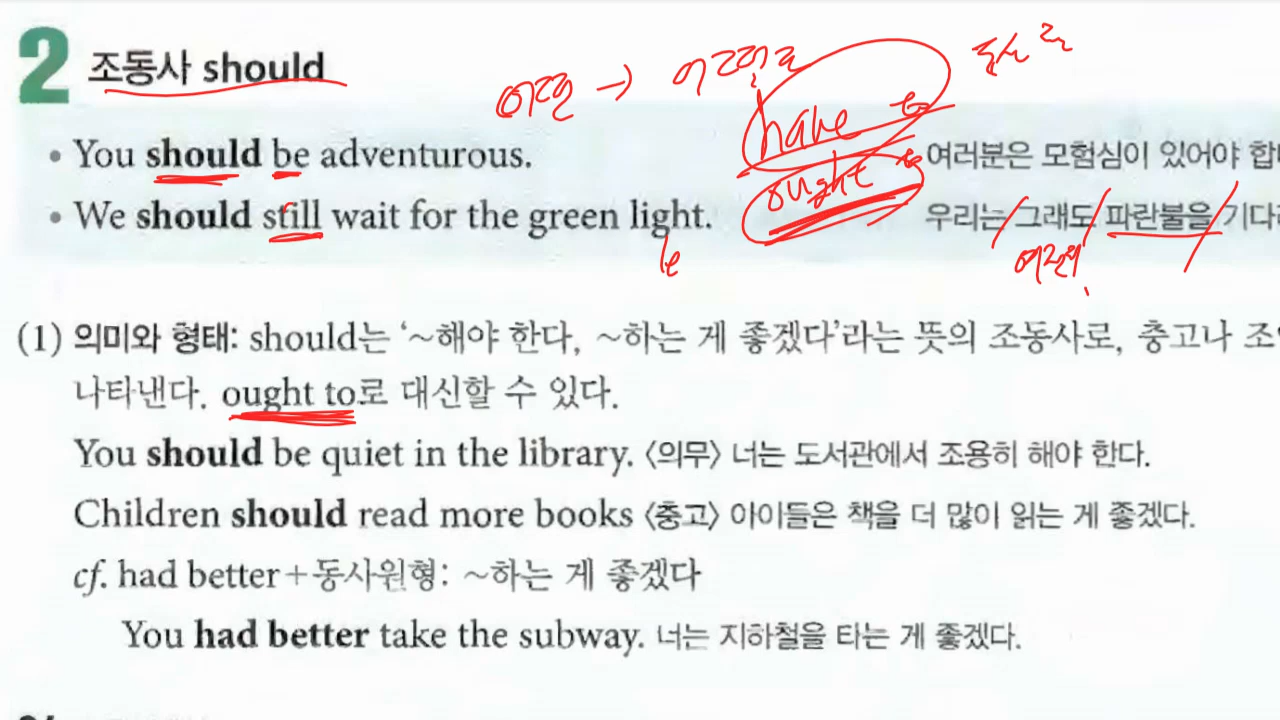 2 조동사 should
have to
ought to
• You should be adventurous. 여러분은 모험심이 있어야 합
• We should still wait for the green light. 우리는 그래도 파란불을 기다
(1) 의미와 형태: should는 '~해야 한다, ~하는 게 좋겠다'라는 뜻의 조동사로, 충고나 조
나타낸다. ought to로 대신할 수 있다.
You should be quiet in the library. 〈의무〉 너는 도서관에서 조용히 해야 한다.
Children should read more books 〈충고〉 아이들은 책을 더 많이 읽는 게 좋겠다.
cf. had better+동사원형: ~하는 게 좋겠다
You had better take the subway. 너는 지하철을 타는 게 좋겠다.